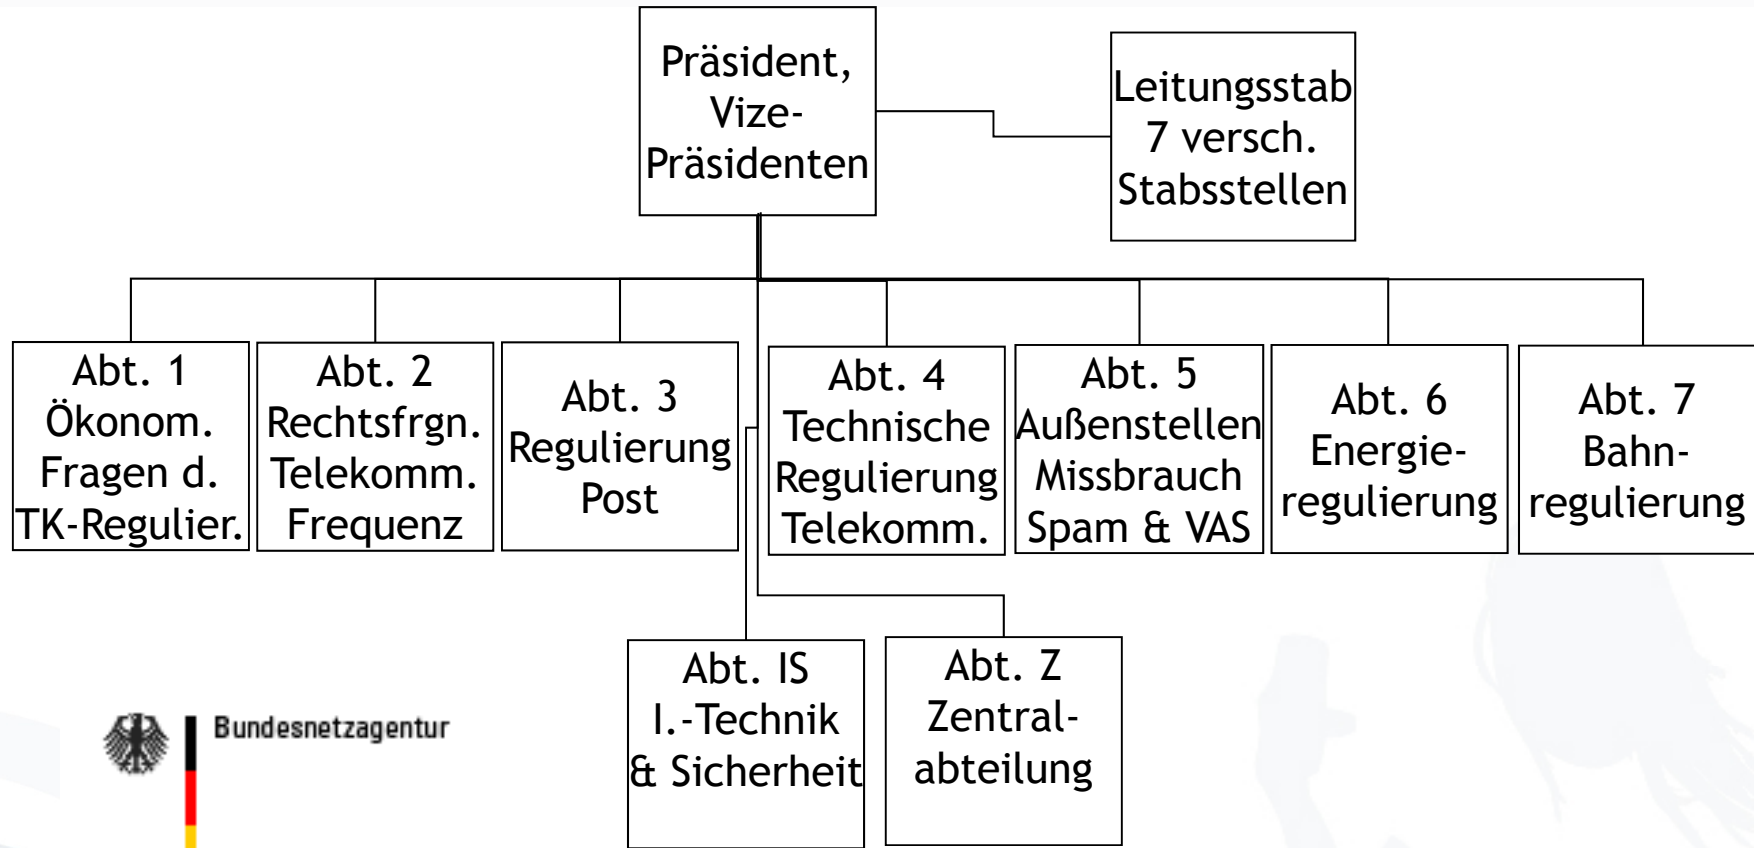 Präsident,
Vize-
Präsidenten
Leitungsstab
7 versch.
Stabsstellen
Abt. 1
Ökonom.
Fragen d.
TK-Regulier.
Abt. 2
Rechtsfrgn.
Telekomm.
Frequenz
Abt. 3
Regulierung
Post
Abt. 4
Technische
Regulierung
Telekomm.
Abt. 5
Außenstellen
Missbrauch
Spam & VAS
Abt. 6
Energie-
regulierung
Abt. 7
Bahn-
regulierung
Abt. IS
I.-Technik
& Sicherheit
Abt. Z
Zentral-
abteilung
Bundesnetzagentur